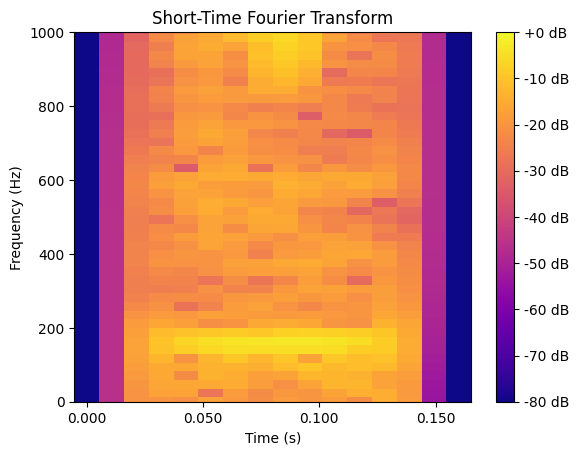 Short-Time Fourier Transform
1000
800
600
400
200
0
Frequency (Hz)
0.000
0.050
0.100
0.150
Time (s)
+0 dB
-10 dB
-20 dB
-30 dB
-40 dB
-50 dB
-60 dB
-70 dB
-80 dB